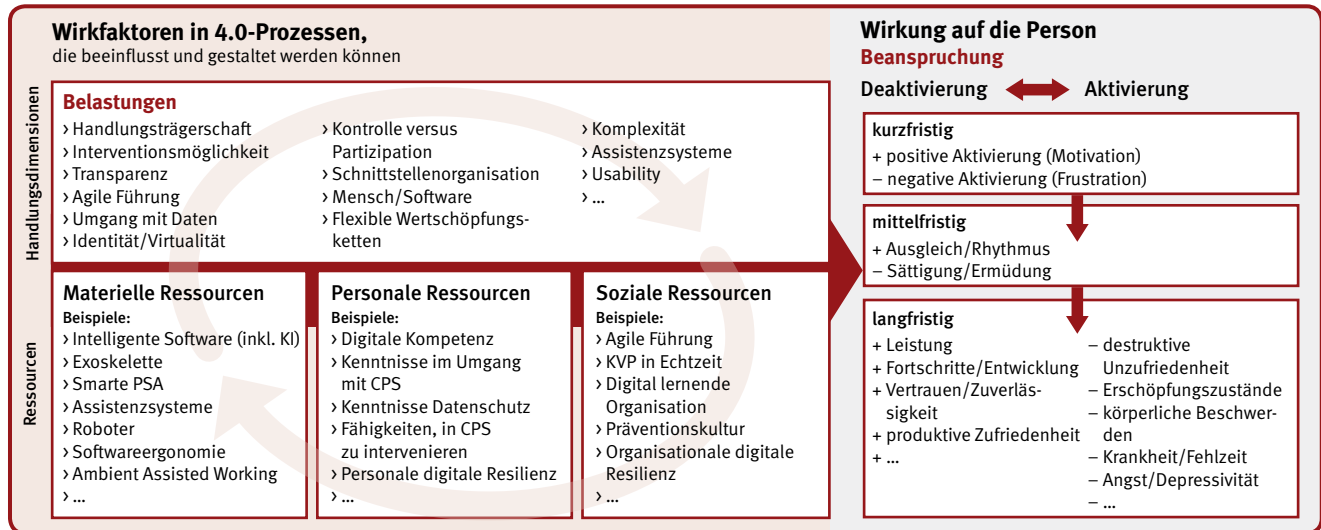 Wirkfaktoren in 4.0-Prozessen,
die beeinflusst und gestaltet werden können
Handlungsdimensionen
Belastungen
› Handlungsträgerschaft
› Interventionsmöglichkeit
› Transparenz
› Agile Führung
› Umgang mit Daten
› Identität/Virtualität
› Kontrolle versus
Partizipation
› Schnittstellenorganisation
› Mensch/Software
› Flexible Wertschöpfungs-
ketten
› Komplexität
› Assistenzsysteme
› Usability
› ...
Ressourcen
Materielle Ressourcen
Beispiele:
› Intelligente Software (inkl. KI)
› Exoskelette
› Smarte PSA
› Assistenzsysteme
› Roboter
› Softwareergonomie
› Ambient Assisted Working
› ...
Personale Ressourcen
Beispiele:
› Digitale Kompetenz
› Kenntnisse im Umgang
mit CPS
› Kenntnisse Datenschutz
› Fähigkeiten, in CPS
zu intervenieren
› Personale digitale Resilienz
› ...
Soziale Ressourcen
Beispiele:
› Agile Führung
› KVP in Echtzeit
› Digital lernende
Organisation
› Präventionskultur
› Organisationale digitale
Resilienz
› ...
Wirkung auf die Person
Beanspruchung
Deaktivierung Aktivierung
kurzfristig
+ positive Aktivierung (Motivation)
– negative Aktivierung (Frustration)
mittelfristig
+ Ausgleich/Rhythmus
– Sättigung/Ermüdung
langfristig
+ Leistung
+ Fortschritte/Entwicklung
+ Vertrauen/Zuverläs-
sigkeit
+ produktive Zufriedenheit
+ ...
– destruktive
Unzufriedenheit
– Erschöpfungszustände
– körperliche Beschwer-
den
– Krankheit/Fehlzeit
– Angst/Depressivität
– ...